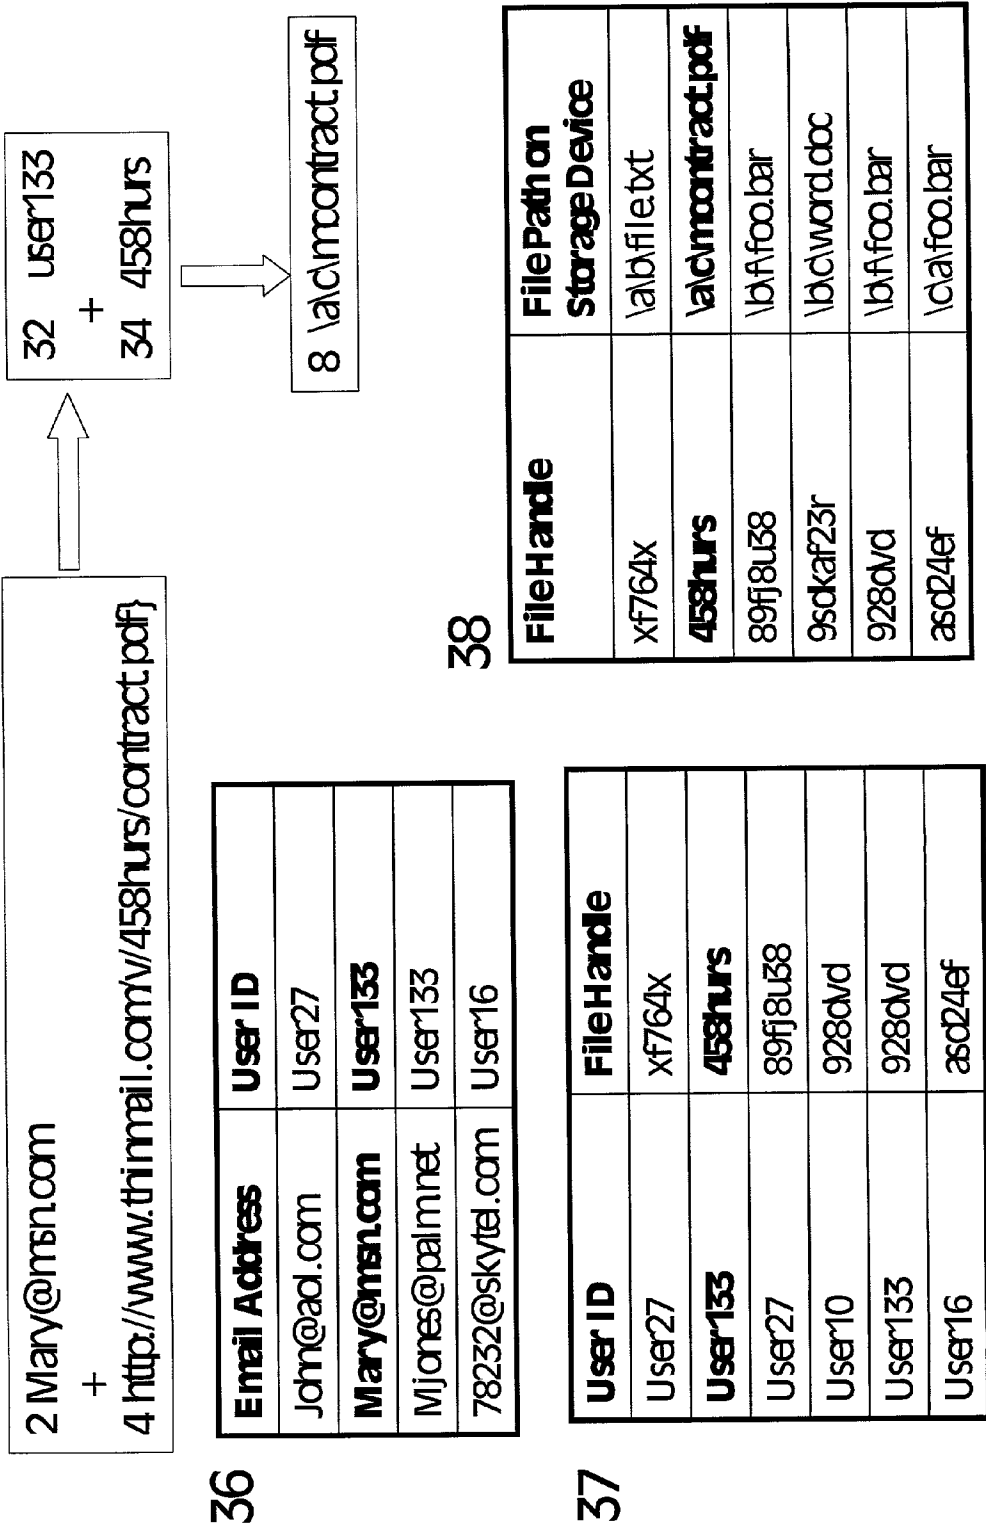 2 Mary@msn.com
+
4 http://www.thinmail.com/v/458hurs/contract.pdf}
32 user133
+
34 458hurs
8 \a\c\mcontract.pdf
36
Email Address User ID
John@aol.com User27
Mary@msn.com User133
Mjones@palm.net User133
78232@skytel.com User16
37
User ID File Handle
User27 xf764x
User133 458hurs
User27 89fj8u38
User10 928dvd
User133 928dvd
User16 asd24ef
38
File Handle File Path on
Storage Device
xf764x \a\b\file.txt
458hurs \a\c\mcontract.pdf
89fj8u38 \b\f\foo.bar
9sdkaf23r \b\c\word.doc
928dvd \b\f\foo.bar
asd24ef \c\a\foo.bar